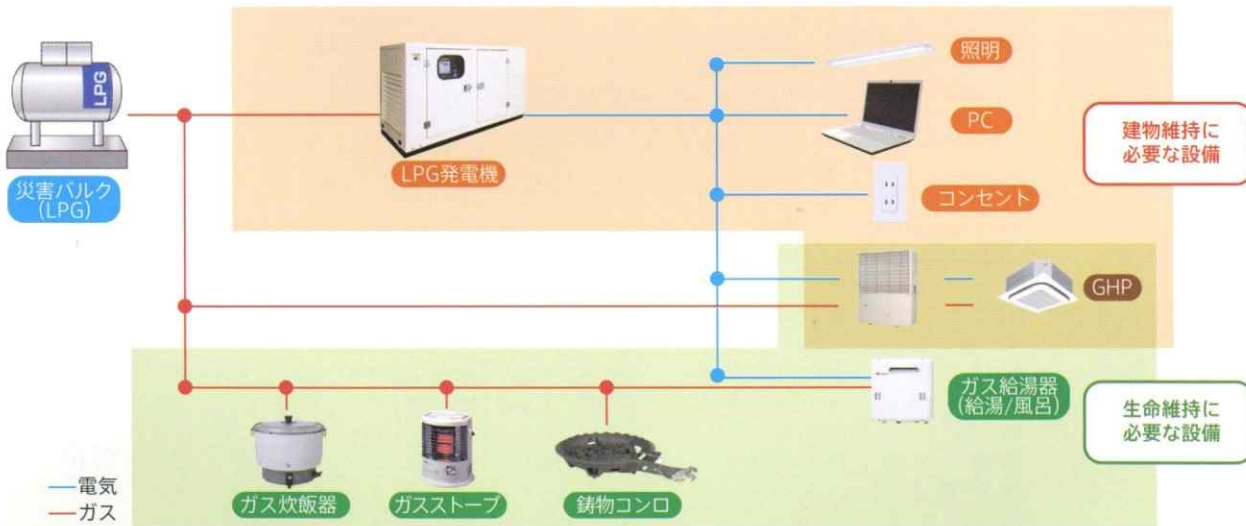 LPG
災害バルク
(LPG)
LPG発電機
照明
PC
コンセント
建物維持に
必要な設備
GHP
ガス給湯器
(給湯/風呂)
生命維持に
必要な設備
ガス炊飯器
ガスストーブ
鋳物コンロ
電気
ガス